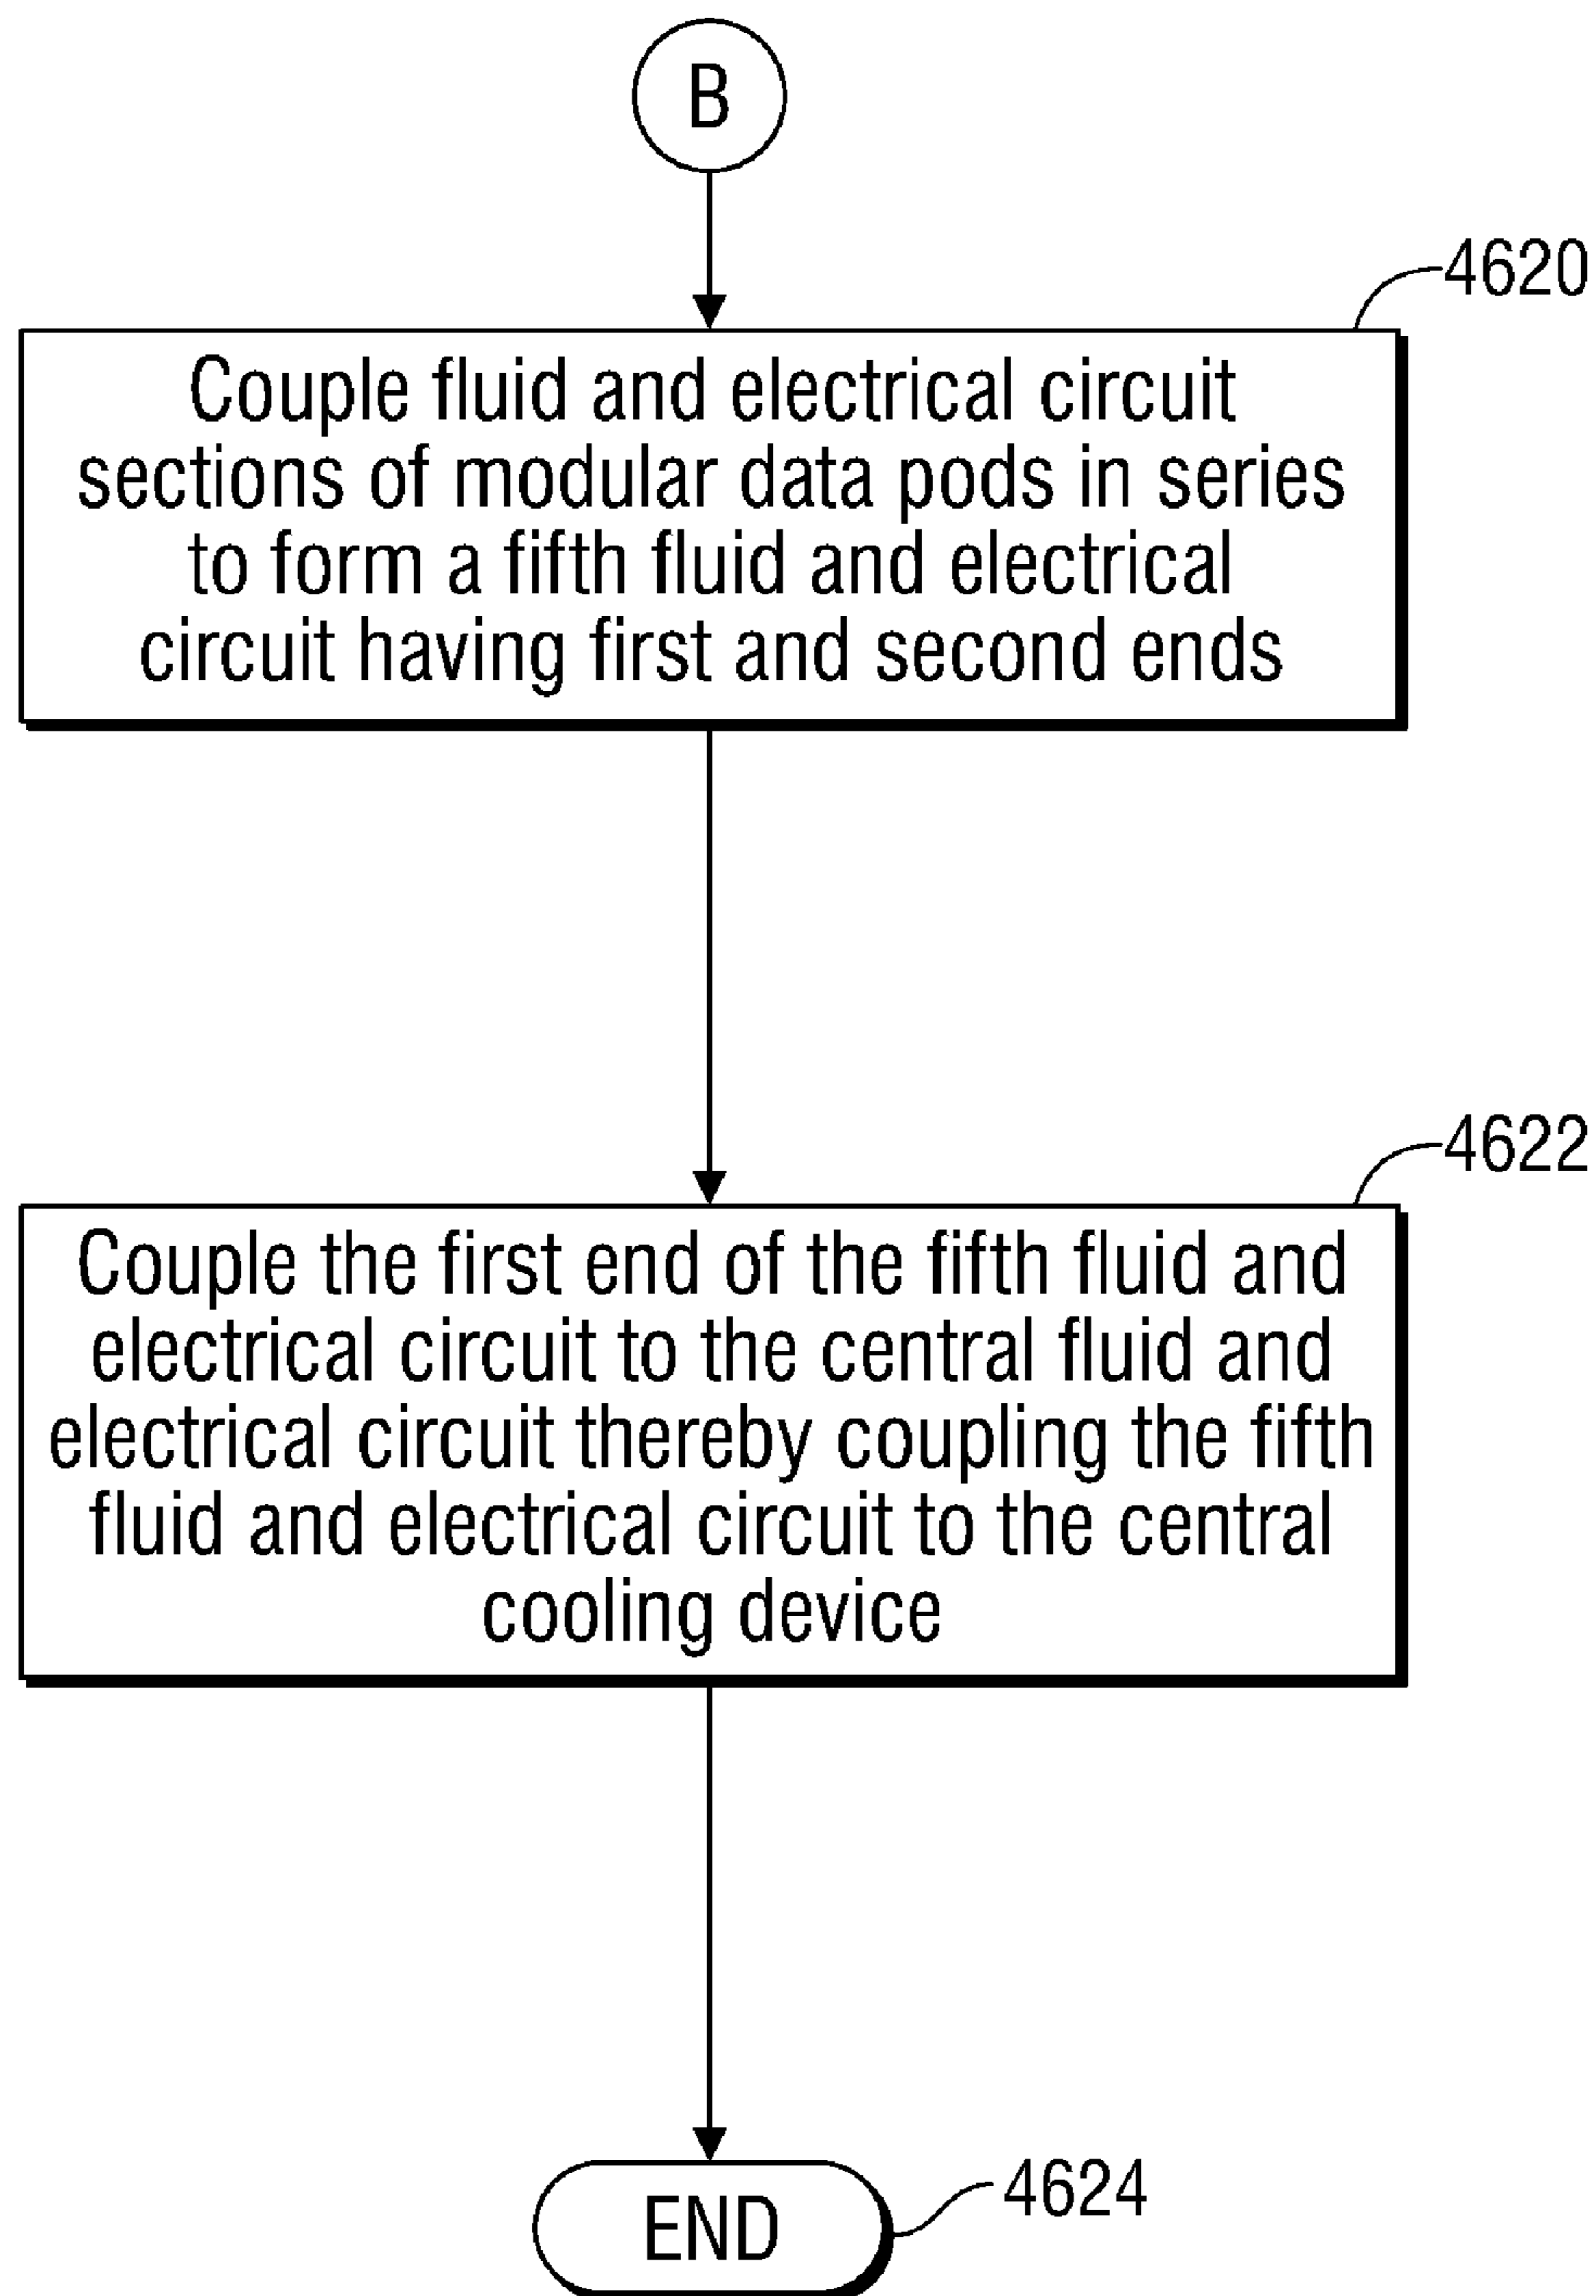 B
4620
Couple fluid and electrical circuit
sections of modular data pods in series
to form a fifth fluid and electrical
circuit having first and second ends
4622
Couple the first end of the fifth fluid and
electrical circuit to the central fluid and
electrical circuit thereby coupling the fifth
fluid and electrical circuit to the central
cooling device
4624
END